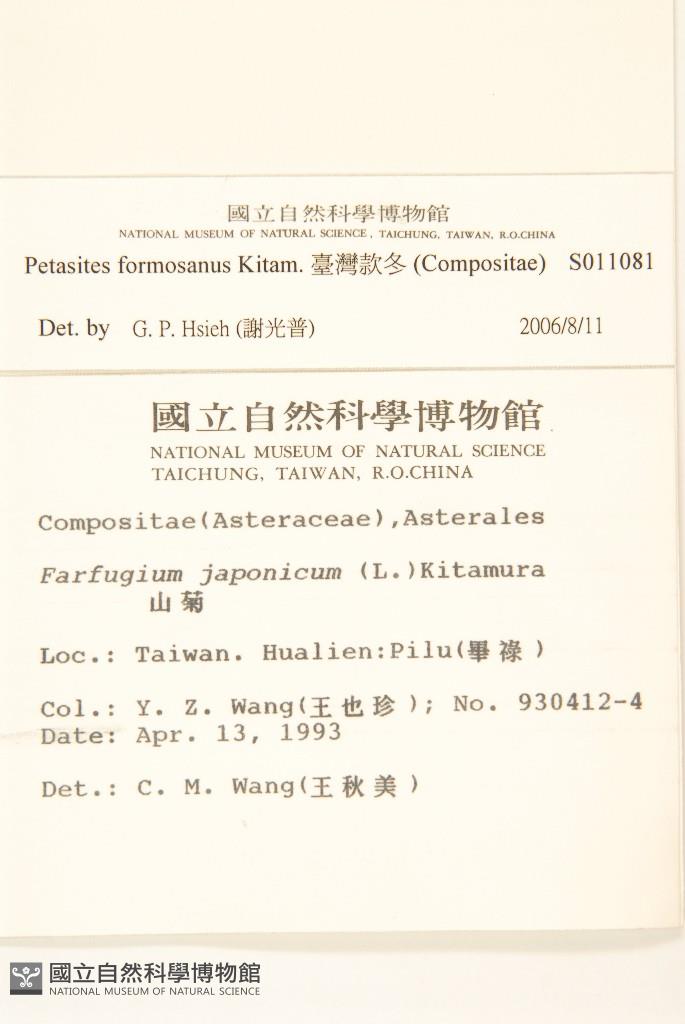 國立自然科學博物館
NATIONAL MUSEUM OF NATURAL SCIENCE, TAICHUNG, TAIWAN, R.O.CHINA
Petasites formosanus Kitam. 臺灣款冬 (Compositae) S011081
Det. by G. P. Hsieh (謝光普) 2006/8/11
國立自然科學博物館
NATIONAL MUSEUM OF NATURAL SCIENCE
TAICHUNG, TAIWAN, R.O.CHINA
Compositae(Asteraceae),Asterales
Farfugium japonicum (L.)Kitamura
山菊
Loc.: Taiwan. Hualien:Pilu(畢祿)
Col.: Y. Z. Wang(王也珍); No. 930412-4
Date: Apr. 13, 1993
Det.: C. M. Wang(王秋美)
國立自然科學博物館
NATIONAL MUSEUM OF NATURAL SCIENCE